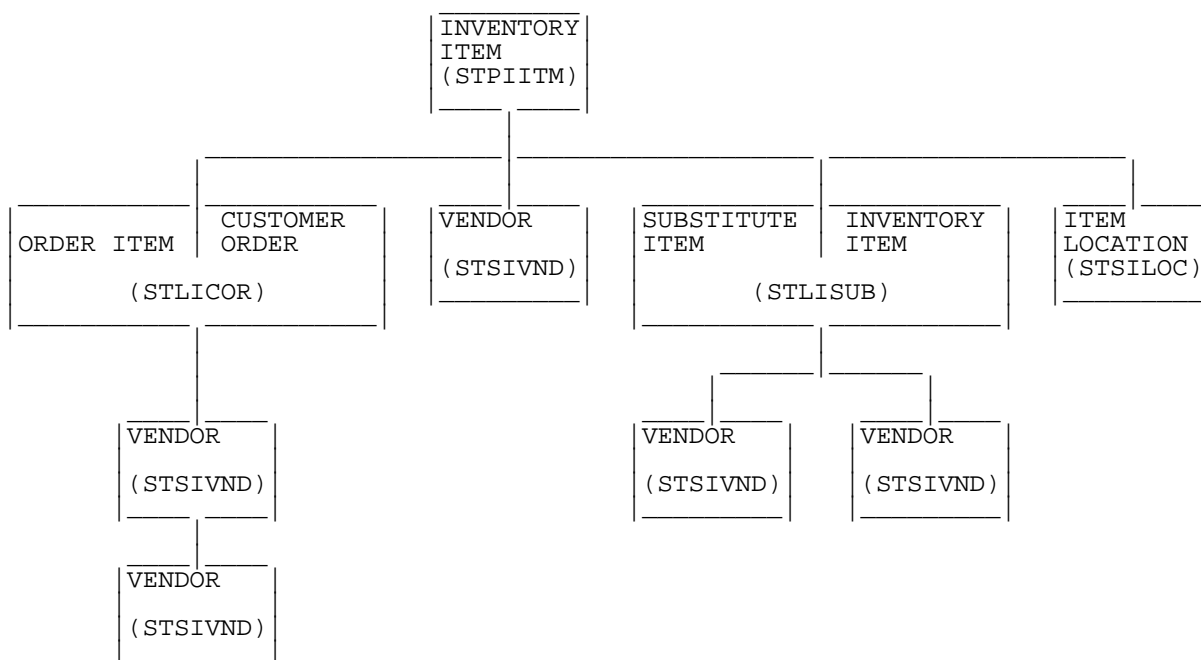 INVENTORY
ITEM
(STPIITM)
ORDER ITEM
CUSTOMER
ORDER
(STLICOR)
VENDOR
(STSIVND)
SUBSTITUTE
ITEM
INVENTORY
ITEM
(STLISUB)
ITEM
LOCATION
(STSILOC)
VENDOR
(STSIVND)
VENDOR
(STSIVND)
VENDOR
(STSIVND)
VENDOR
(STSIVND)